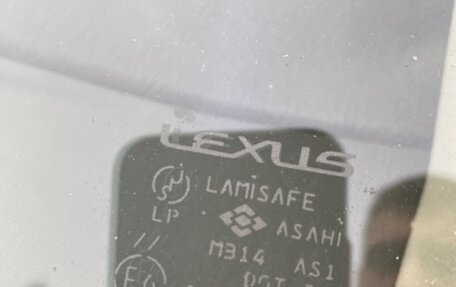 LEXUS
LAMISAFE
LP ASAHI
//
M314 AS1